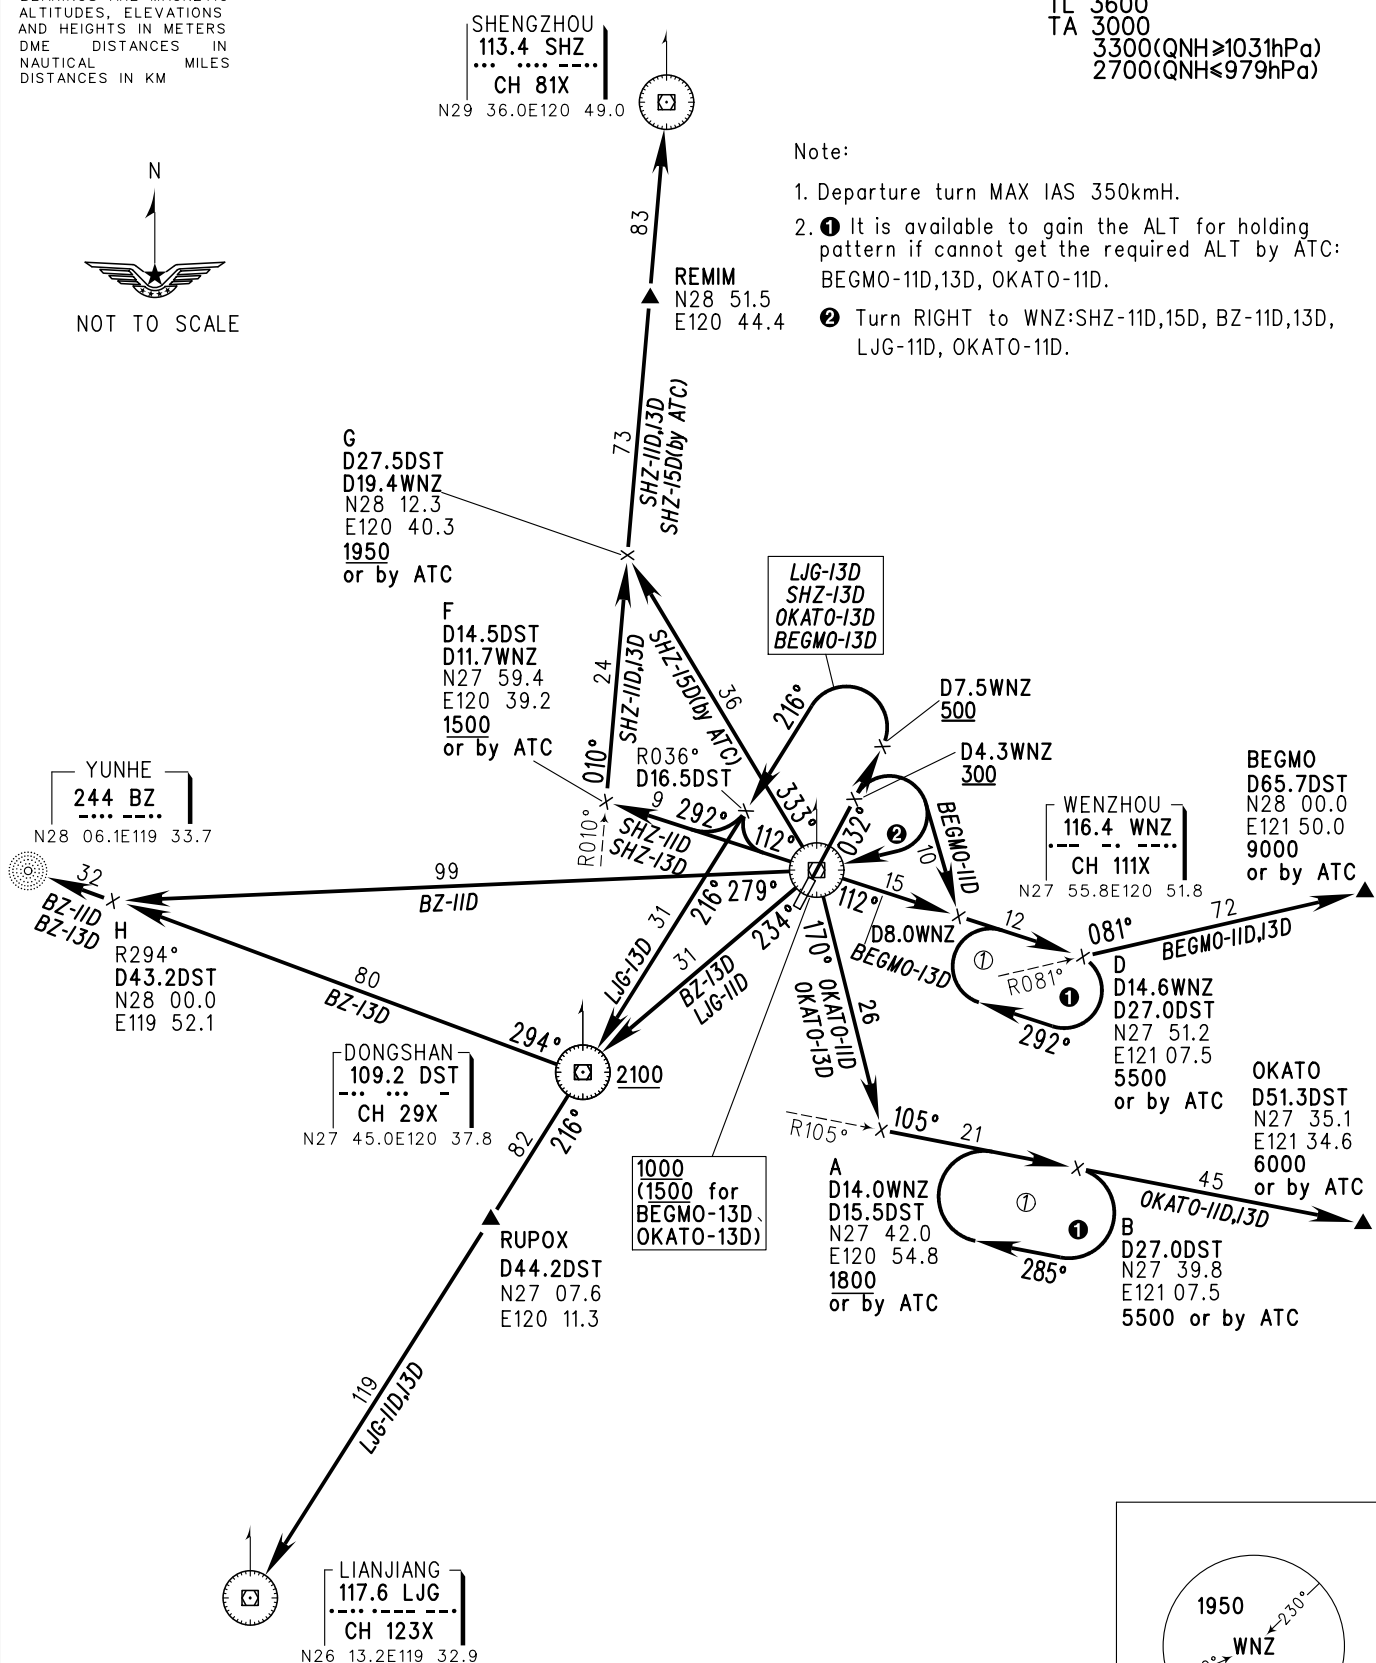 ALTITUDES, ELEVATIONS
AND HEIGHTS IN METERS
DME DISTANCES IN
NAUTICAL MILES
DISTANCES IN KM
TL 3600
TA 3000
3300(QNH≥1031hPa)
2700(QNH≤979hPa)
SHENGZHOU
113.4 SHZ
··· ···· --··
CH 81X
N29 36.0E120 49.0
N
NOT TO SCALE
Note:
1. Departure turn MAX IAS 350kmH.
2. ❶ It is available to gain the ALT for holding
pattern if cannot get the required ALT by ATC:
BEGMO-11D,13D, OKATO-11D.
❷ Turn RIGHT to WNZ:SHZ-11D,15D, BZ-11D,13D,
LJG-11D, OKATO-11D.
83
REMIM
N28 51.5
E120 44.4
73
SHZ-11D,13D
SHZ-15D(by ATC)
G
D27.5DST
D19.4WNZ
N28 12.3
E120 40.3
1950
or by ATC
F
D14.5DST
D11.7WNZ
N27 59.4
E120 39.2
1500
or by ATC
24
SHZ-11D,13D
010°
R010°
SHZ-15D(by ATC)
36
333°
LJG-13D
SHZ-13D
OKATO-13D
BEGMO-13D
216°
D7.5WNZ
500
D4.3WNZ
300
R036°
D16.5DST
9
292°
112°
SHZ-11D
SHZ-13D
032°
❷
BEGMO-11D
10
YUNHE
244 BZ
-··· --··
N28 06.1E119 33.7
32
BZ-11D
BZ-13D
99
BZ-11D
279°
H
R294°
D43.2DST
N28 00.0
E119 52.1
80
BZ-13D
294°
WENZHOU
116.4 WNZ
·-- -· --··
CH 111X
N27 55.8E120 51.8
BEGMO
D65.7DST
N28 00.0
E121 50.0
9000
or by ATC
15
112°
D8.0WNZ
BEGMO-13D
12
081°
72
BEGMO-11D,13D
①
R081°
❶
292°
D
D14.6WNZ
D27.0DST
N27 51.2
E121 07.5
5500
or by ATC
216°
31
LJG-13D
234°
31
BZ-13D
LJG-11D
170°
OKATO-11D
OKATO-13D
26
DONGSHAN
109.2 DST
-·· ··· -
CH 29X
N27 45.0E120 37.8
2100
216°
82
R105°
105°
21
A
D14.0WNZ
D15.5DST
N27 42.0
E120 54.8
1800
or by ATC
①
❶
285°
45
OKATO-11D,13D
OKATO
D51.3DST
N27 35.1
E121 34.6
6000
or by ATC
B
D27.0DST
N27 39.8
E121 07.5
5500 or by ATC
1000
(1500 for
BEGMO-13D、
OKATO-13D)
RUPOX
D44.2DST
N27 07.6
E120 11.3
119
LJG-11D,13D
LIANJIANG
117.6 LJG
·-·· ·--- --·
CH 123X
N26 13.2E119 32.9
1950
230°
WNZ